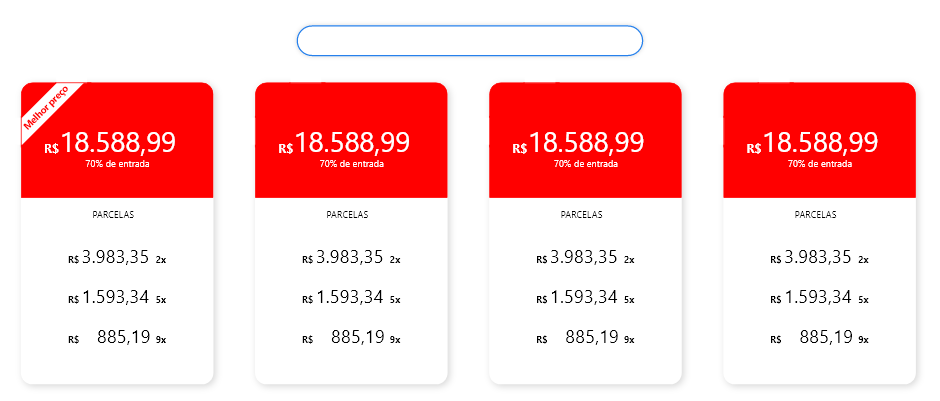 Melhor preço
R$ 18.588,99
70% de entrada
PARCELAS
R$ 3.983,35 2x
R$ 1.593,34 5x
R$ 885,19 9x
R$ 18.588,99
70% de entrada
PARCELAS
R$ 3.983,35 2x
R$ 1.593,34 5x
R$ 885,19 9x
R$ 18.588,99
70% de entrada
PARCELAS
R$ 3.983,35 2x
R$ 1.593,34 5x
R$ 885,19 9x
R$ 18.588,99
70% de entrada
PARCELAS
R$ 3.983,35 2x
R$ 1.593,34 5x
R$ 885,19 9x